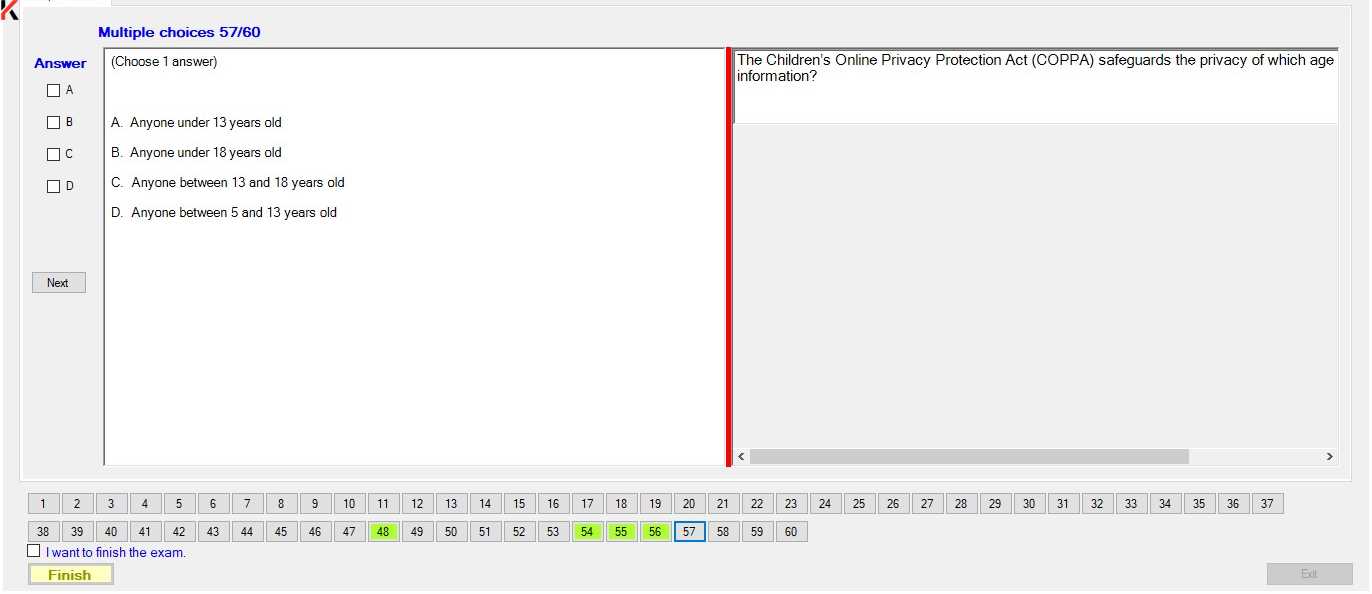 Multiple choices 57/60
Answer
(Choose 1 answer)
A
B
C
D
A. Anyone under 13 years old
B. Anyone under 18 years old
C. Anyone between 13 and 18 years old
D. Anyone between 5 and 13 years old
Next
The Children's Online Privacy Protection Act (COPPA) safeguards the privacy of which age
information?
1 2 3 4 5 6 7 8 9 10 11 12 13 14 15 16 17 18 19 20 21 22 23 24 25 26 27 28 29 30 31 32 33 34 35 36 37
38 39 40 41 42 43 44 45 46 47 48 49 50 51 52 53 54 55 56 57 58 59 60
I want to finish the exam.
Finish
Exit